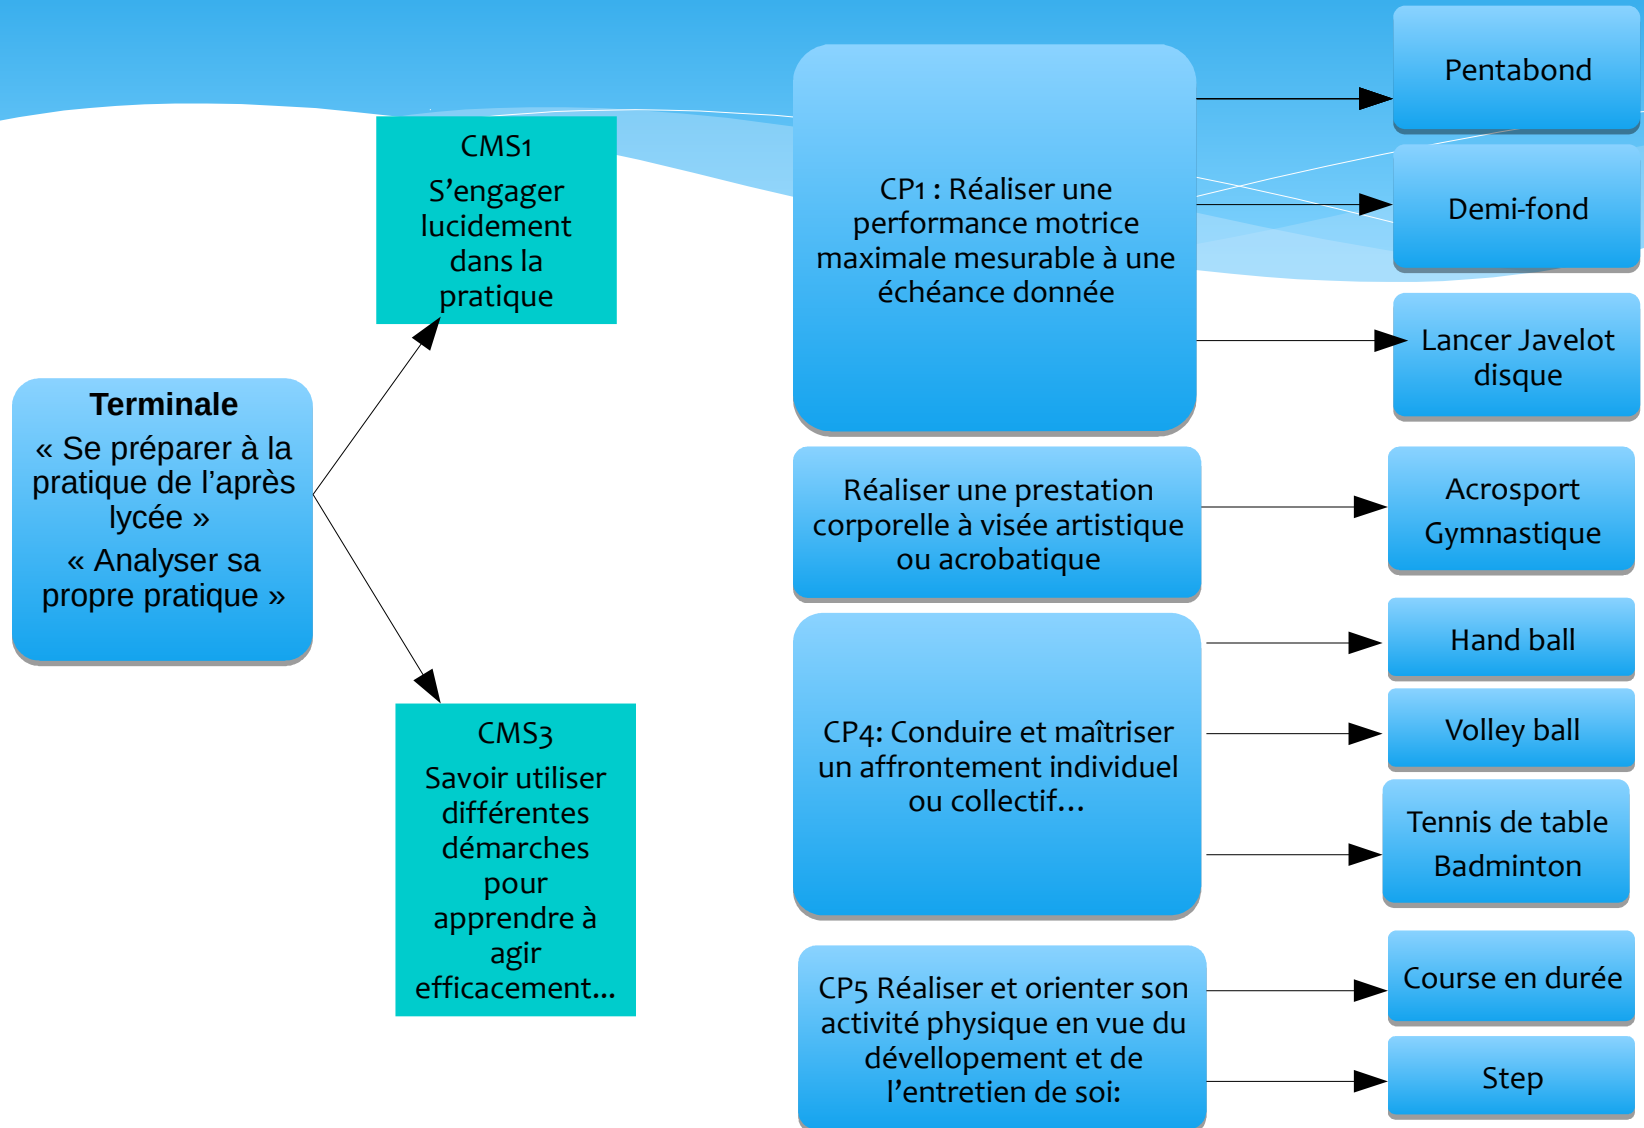 Terminale
« Se préparer à la
pratique de l’après
lycée »
« Analyser sa
propre pratique »
CMS1
S’engager
lucidement
dans la
pratique
CMS3
Savoir utiliser
différentes
démarches
pour
apprendre à
agir
efficacement...
CP1 : Réaliser une
performance motrice
maximale mesurable à une
échéance donnée
Pentabond
Demi-fond
Lancer Javelot
disque
Réaliser une prestation
corporelle à visée artistique
ou acrobatique
Acrosport
Gymnastique
CP4: Conduire et maîtriser
un affrontement individuel
ou collectif…
Hand ball
Volley ball
Tennis de table
Badminton
CP5 Réaliser et orienter son
activité physique en vue du
dévellopement et de
l’entretien de soi:
Course en durée
Step